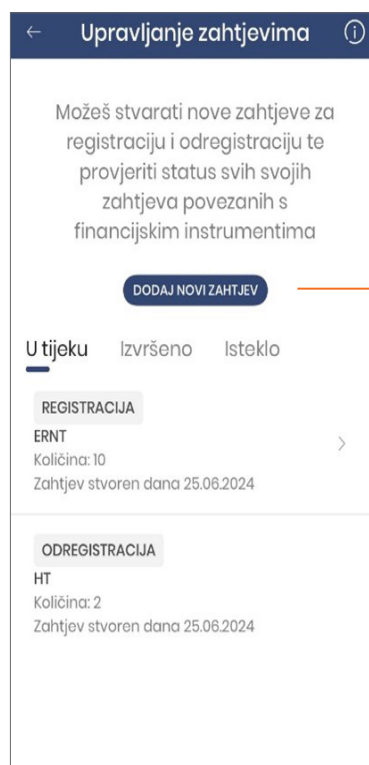 Upravljanje zahtjevima
Možeš stvarati nove zahtjeve za
registraciju i odregistraciju te
provjeriti status svih svojih
zahtjeva povezanih s
financijskim instrumentima
DODAJ NOVI ZAHTJEV
U tijeku Izvršeno Isteklo
REGISTRACIJA
ERNT
Količina: 10
Zahtjev stvoren dana 25.06.2024
ODREGISTRACIJA
HT
Količina: 2
Zahtjev stvoren dana 25.06.2024